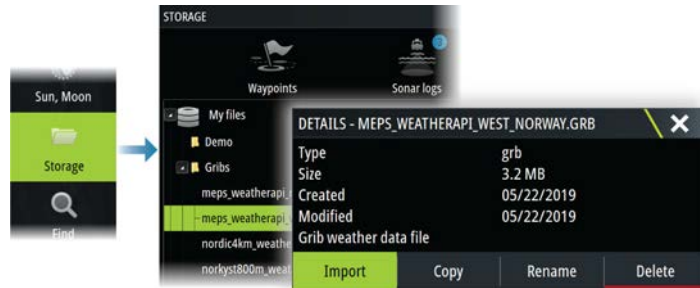 STORAGE
Waypoints
3
Sonar logs
Sun, Moon
Storage
Find
My files
Demo
Gribs
meps_weatherapi_
meps_weatherapi_
nordic4km_weathe
norkyst800m_weat
DETAILS - MEPS_WEATHERAPI_WEST_NORWAY.GRB
Type grb
Size 3.2 MB
Created 05/22/2019
Modified 05/22/2019
Grib weather data file
Import Copy Rename Delete